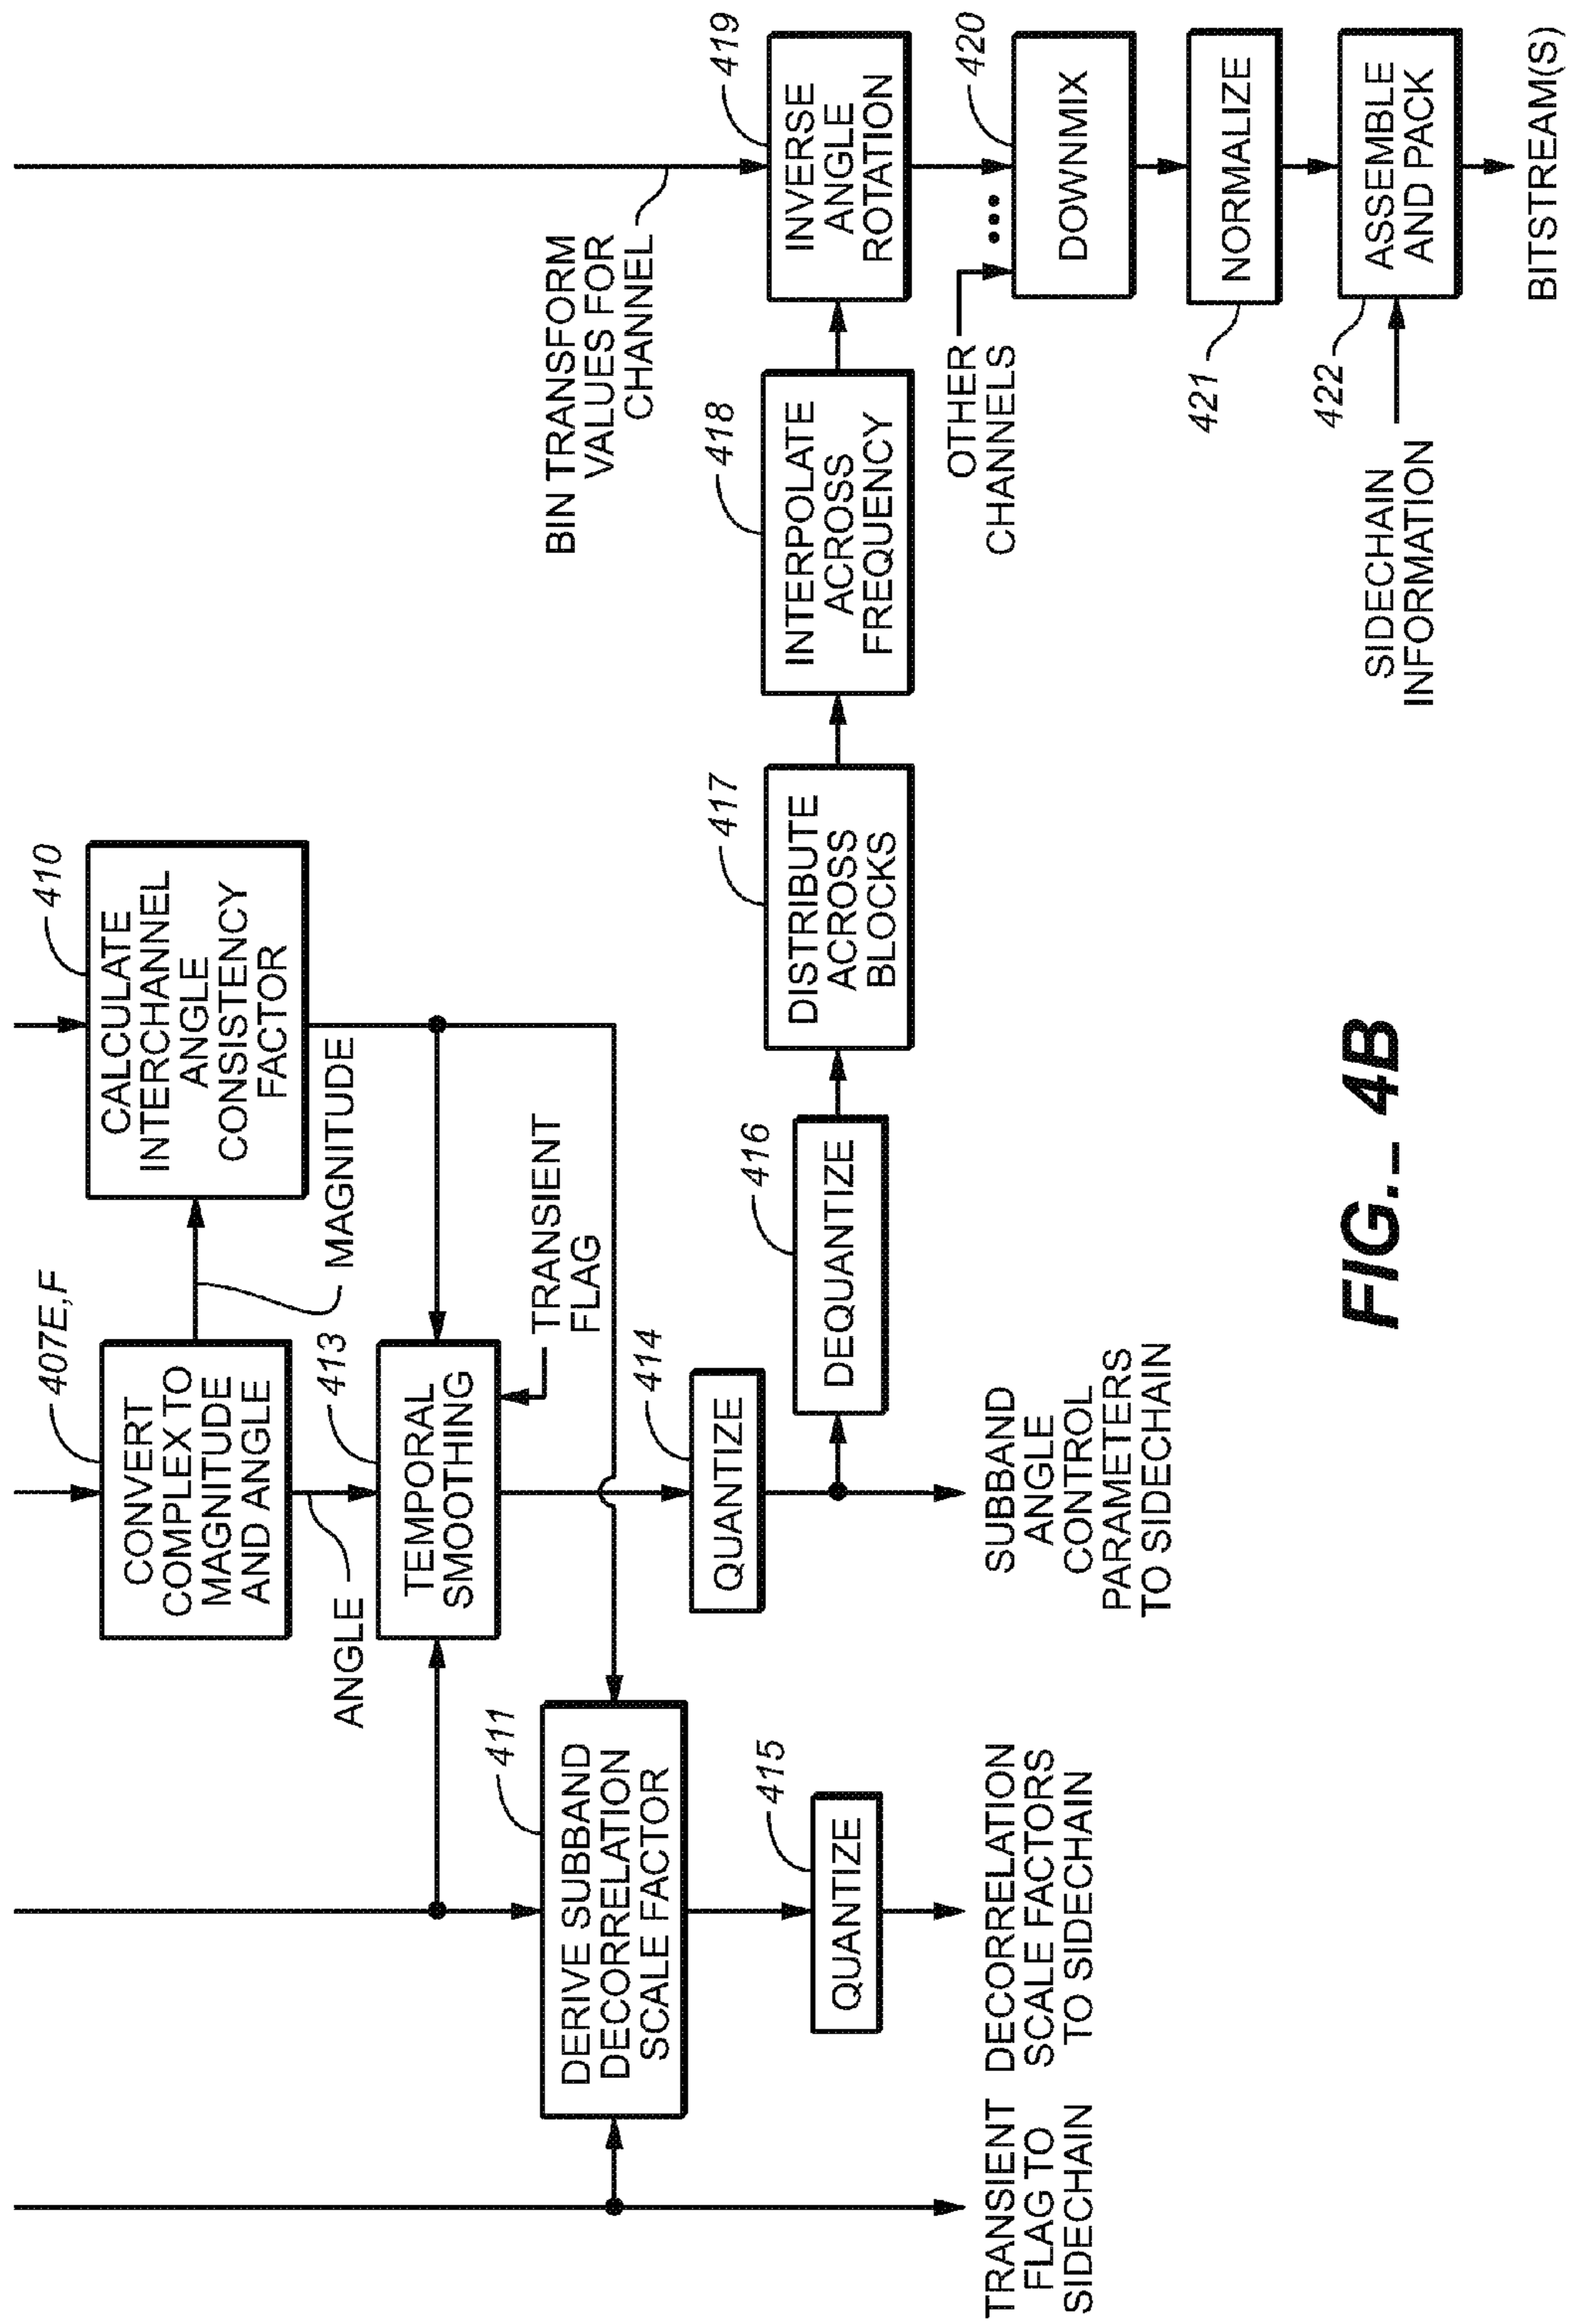 407E,F
CONVERT
COMPLEX TO
MAGNITUDE
AND ANGLE
410
CALCULATE
INTERCHANNEL
ANGLE
CONSISTENCY
FACTOR
MAGNITUDE
ANGLE
413
TEMPORAL
SMOOTHING
TRANSIENT
FLAG
411
DERIVE SUBBAND
DECORRELATION
SCALE FACTOR
414
QUANTIZE
415
QUANTIZE
416
DEQUANTIZE
417
DISTRIBUTE
ACROSS
BLOCKS
418
INTERPOLATE
ACROSS
FREQUENCY
BIN TRANSFORM
VALUES FOR
CHANNEL
419
INVERSE
ANGLE
ROTATION
OTHER
CHANNELS
420
DOWNMIX
421
NORMALIZE
422
ASSEMBLE
AND PACK
SIDECHAIN
INFORMATION
BITSTREAM(S)
TRANSIENT
FLAG TO
SIDECHAIN
DECORRELATION
SCALE FACTORS
TO SIDECHAIN
SUBBAND
ANGLE
CONTROL
PARAMETERS
TO SIDECHAIN
FIG._ 4B